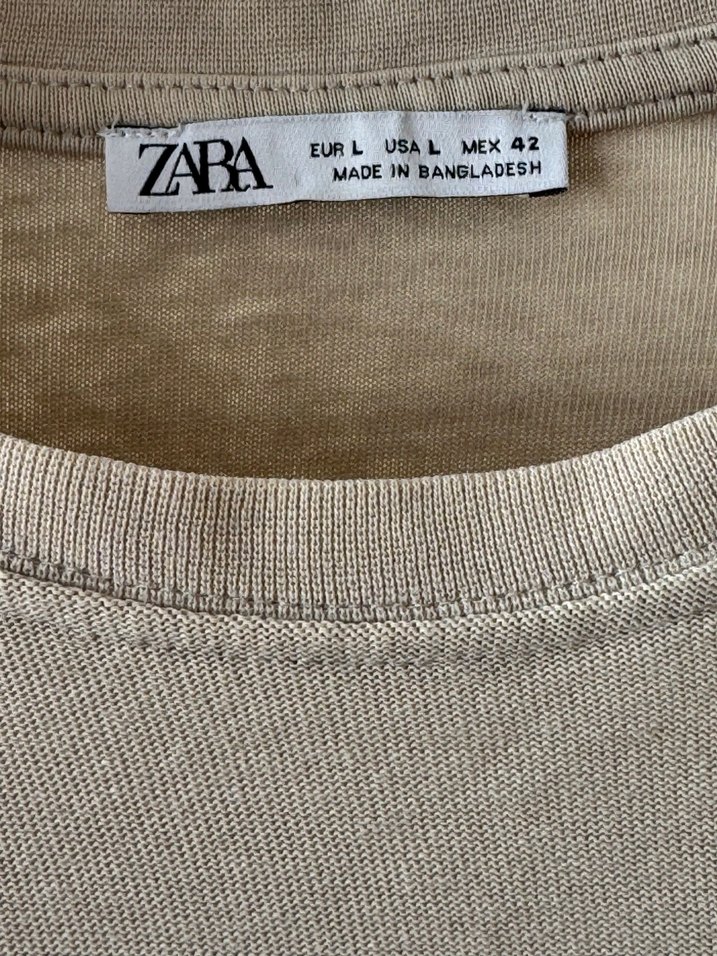 ZARA
EUR L USA L MEX 42
MADE IN BANGLADESH